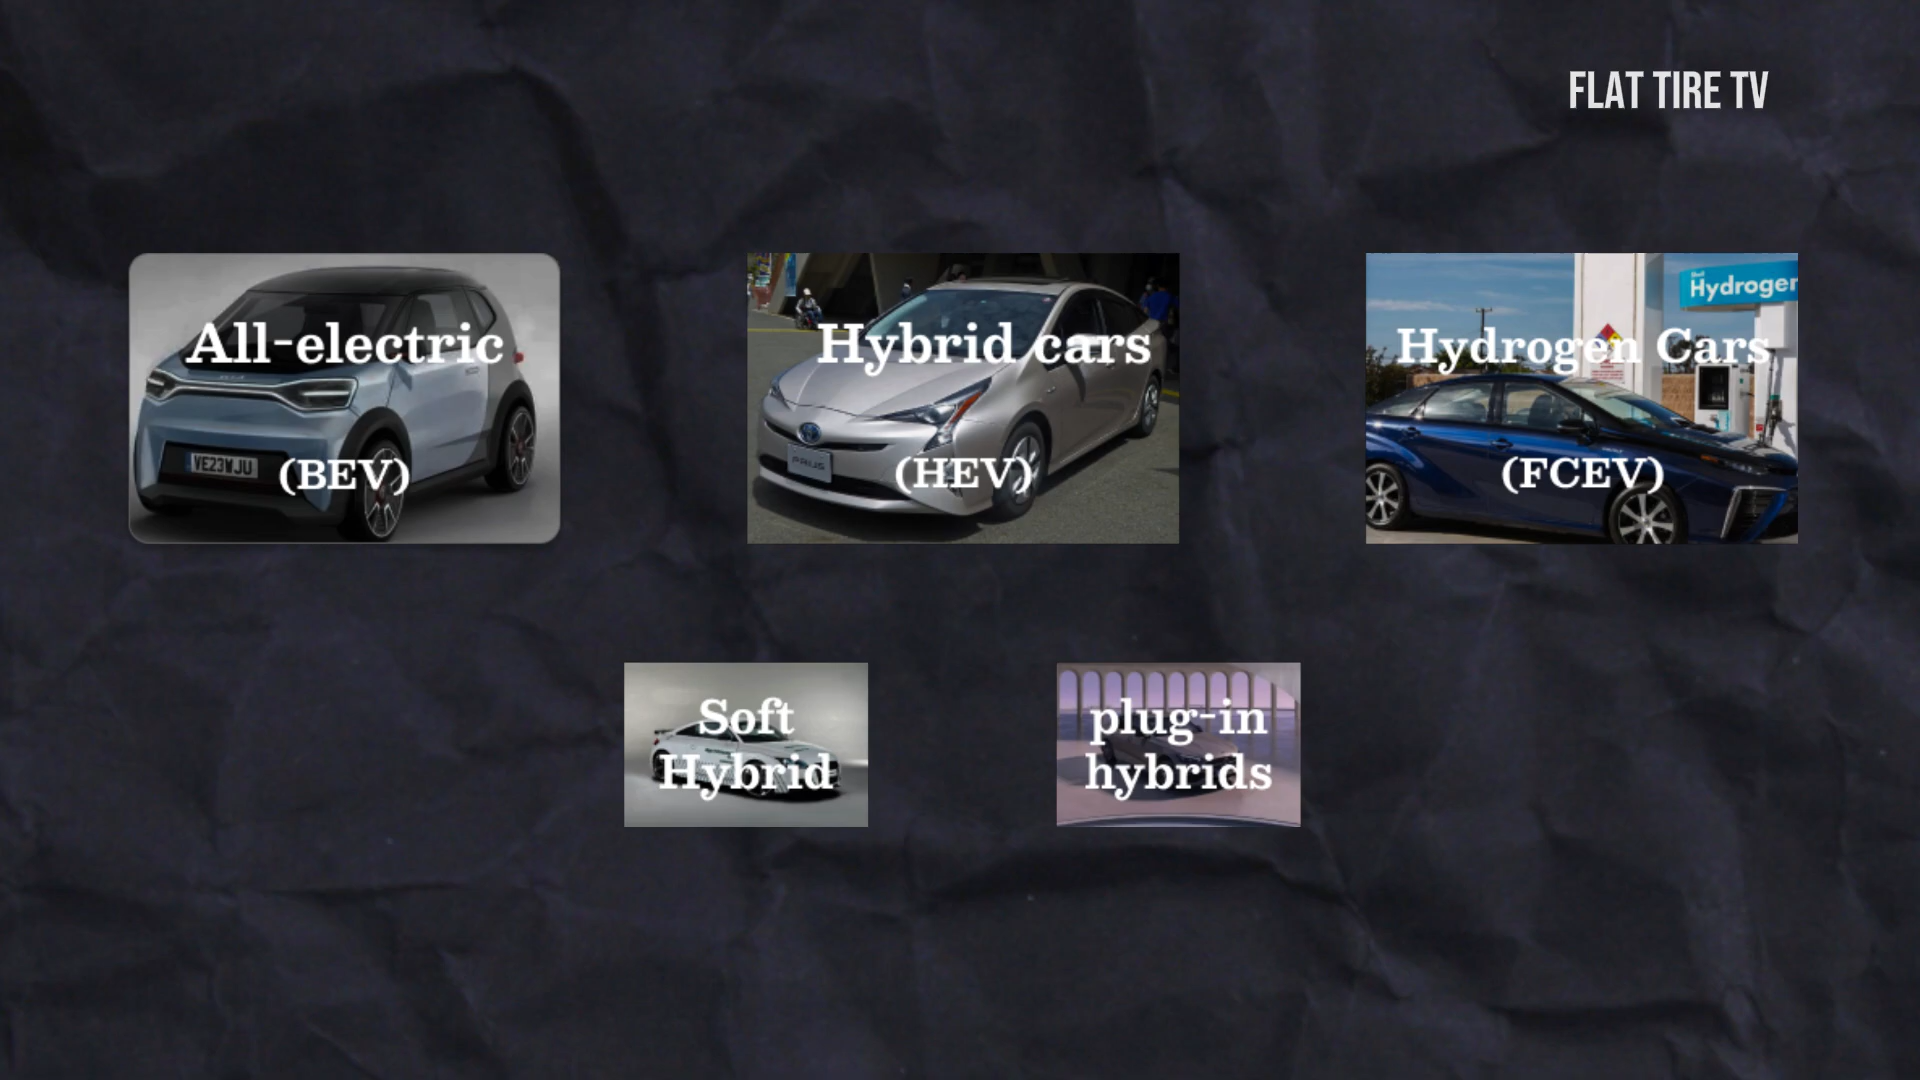 FLAT TIRE TV
All-electric
(BEV)
VE23WJU
Hybrid cars
(HEV)
PRIUS
Hydrogen
Hydrogen Cars
(FCEV)
Soft
Hybrid
plug-in
hybrids